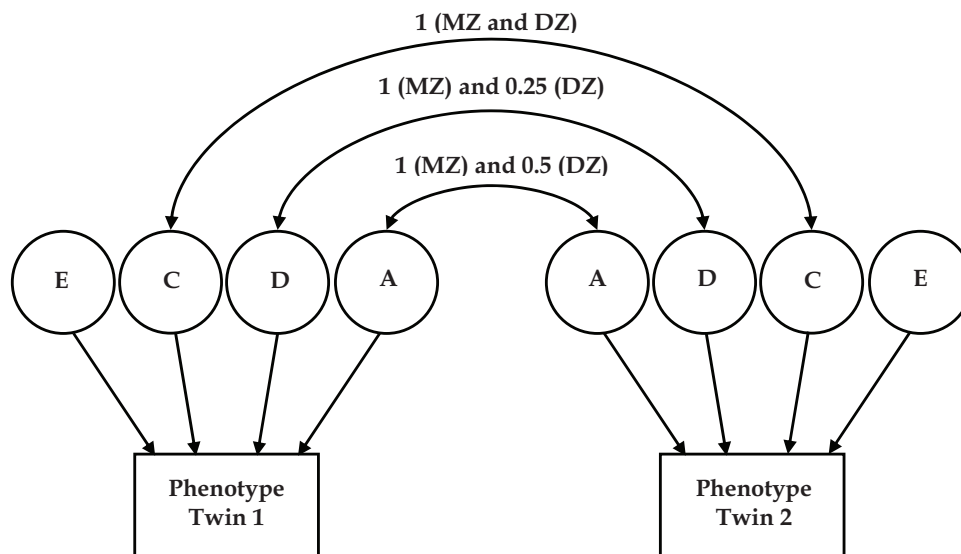 1 (MZ and DZ)
1 (MZ) and 0.25 (DZ)
1 (MZ) and 0.5 (DZ)
E C D A A D C E
Phenotype
Twin 1
Phenotype
Twin 2